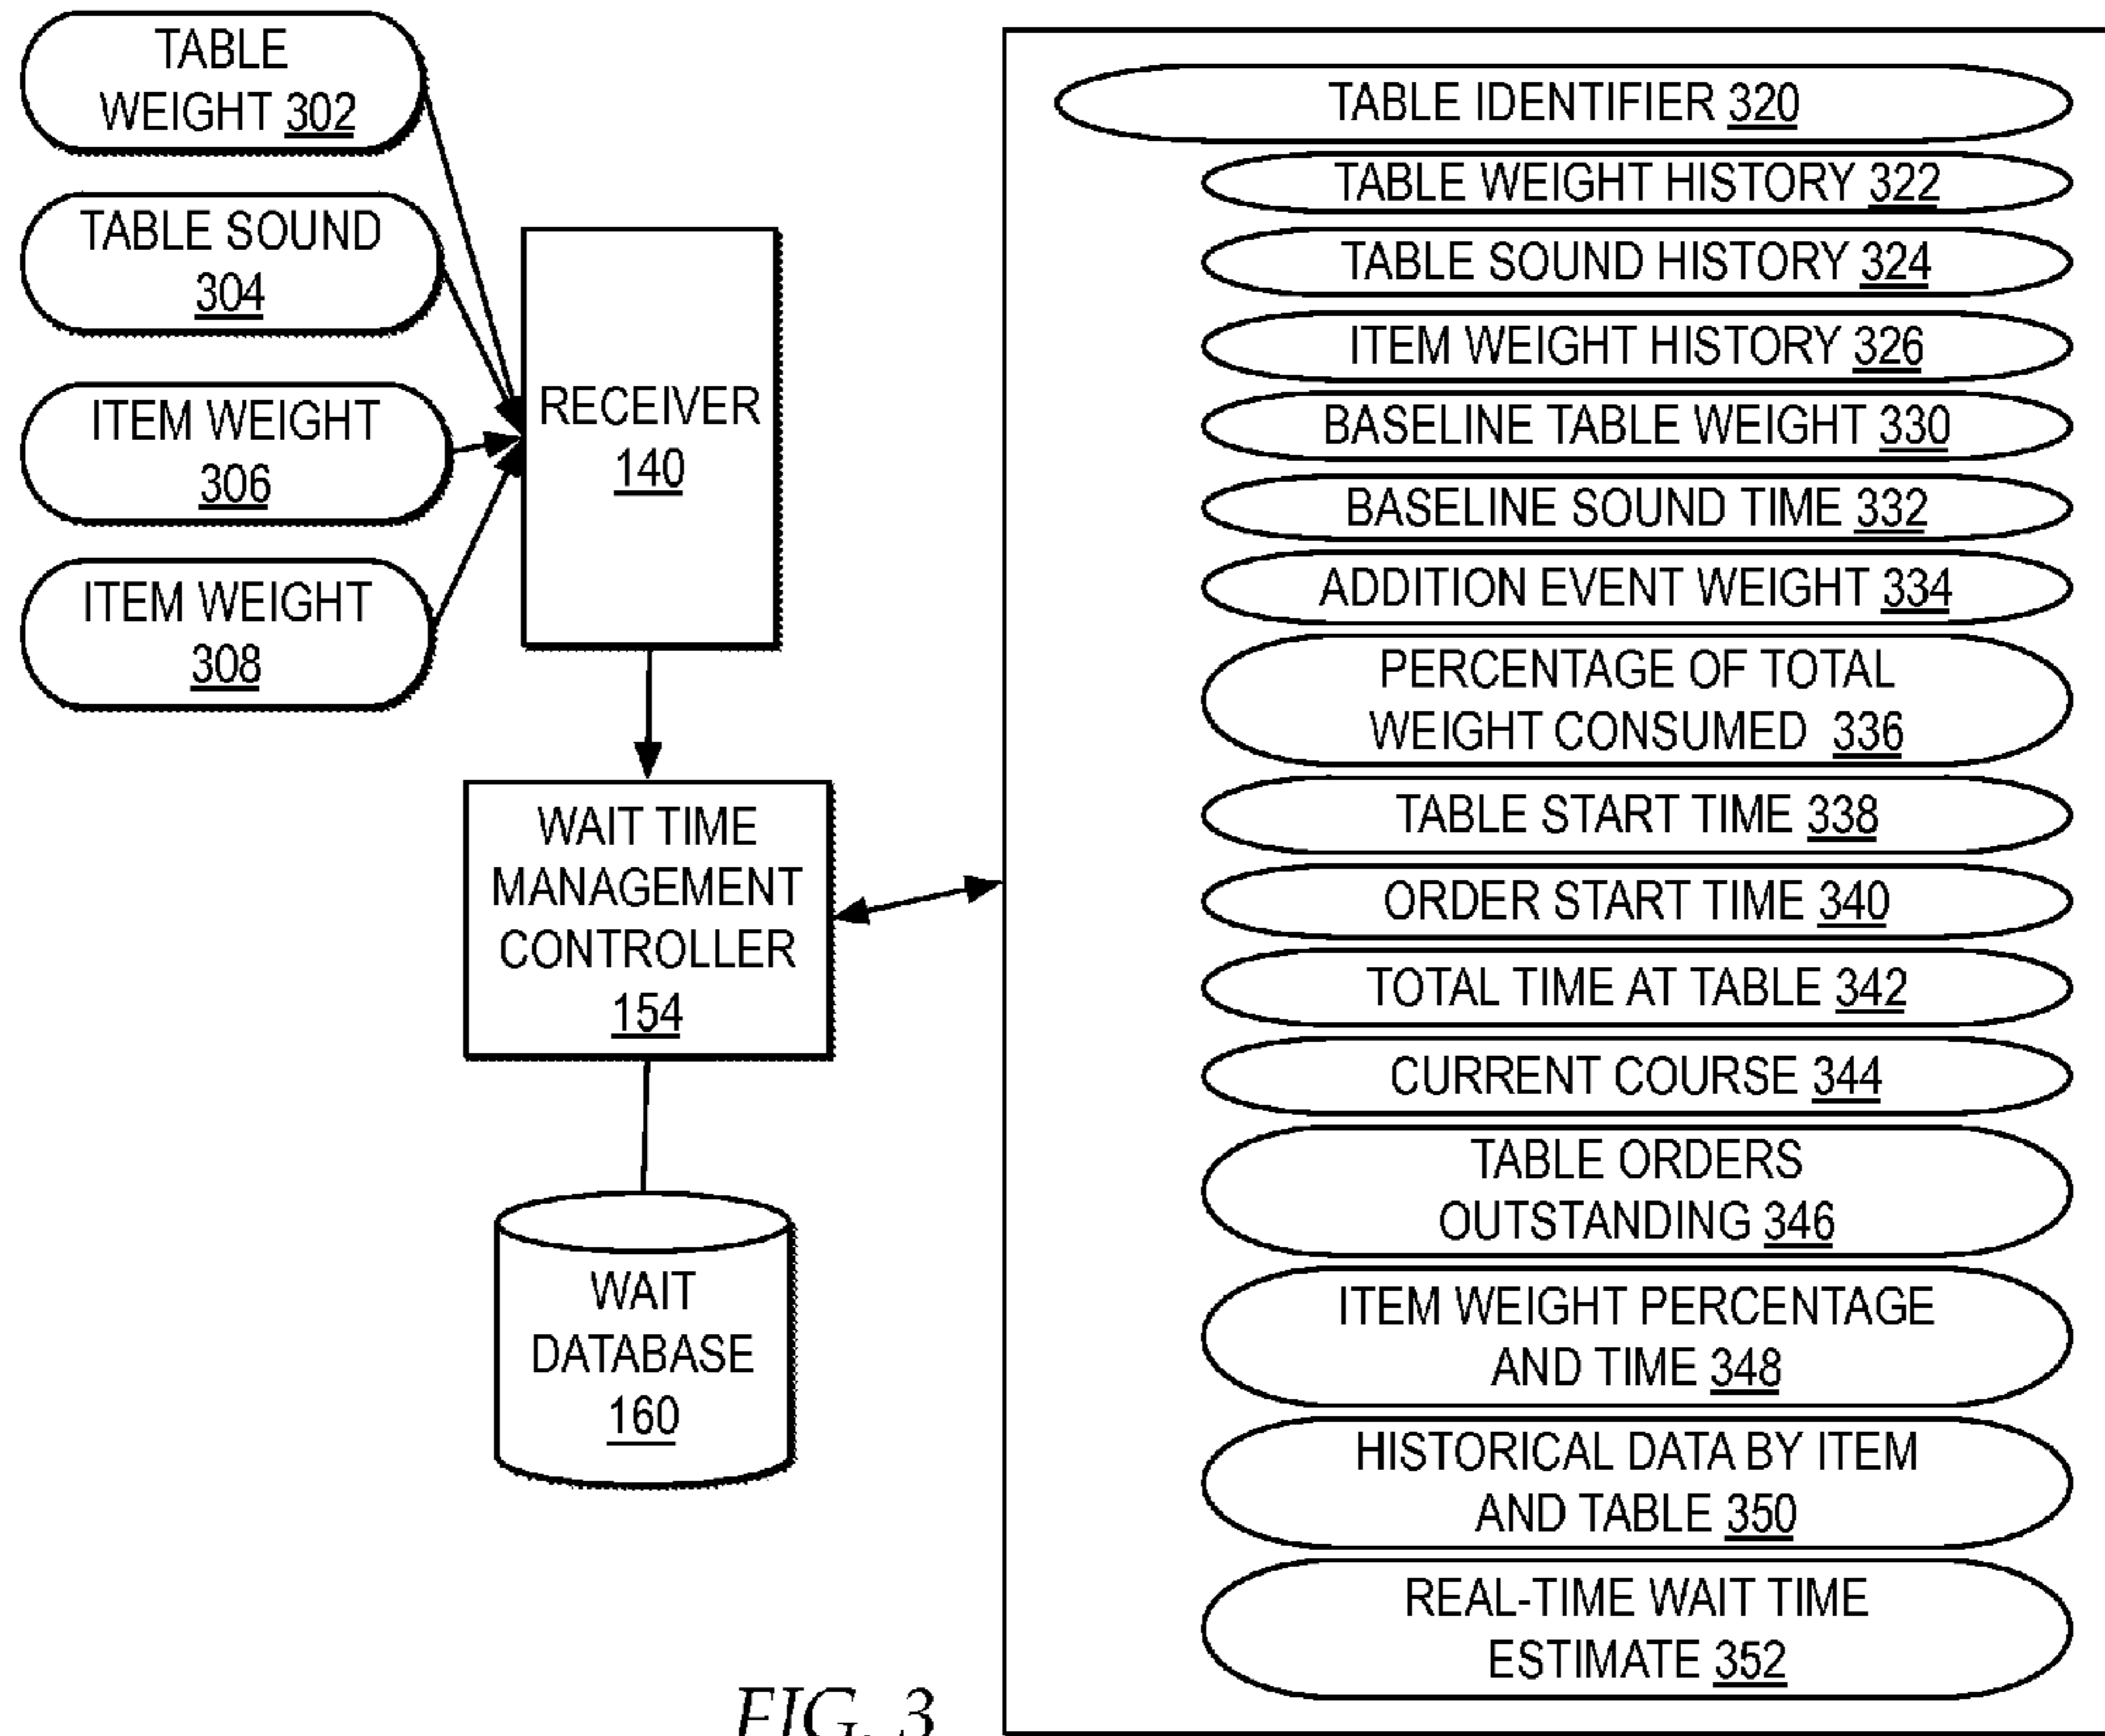 TABLE
WEIGHT 302
TABLE SOUND
304
ITEM WEIGHT
306
ITEM WEIGHT
308
RECEIVER
140
WAIT TIME
MANAGEMENT
CONTROLLER
154
WAIT
DATABASE
160
TABLE IDENTIFIER 320
TABLE WEIGHT HISTORY 322
TABLE SOUND HISTORY 324
ITEM WEIGHT HISTORY 326
BASELINE TABLE WEIGHT 330
BASELINE SOUND TIME 332
ADDITION EVENT WEIGHT 334
PERCENTAGE OF TOTAL
WEIGHT CONSUMED 336
TABLE START TIME 338
ORDER START TIME 340
TOTAL TIME AT TABLE 342
CURRENT COURSE 344
TABLE ORDERS
OUTSTANDING 346
ITEM WEIGHT PERCENTAGE
AND TIME 348
HISTORICAL DATA BY ITEM
AND TABLE 350
REAL-TIME WAIT TIME
ESTIMATE 352
FIG. 3